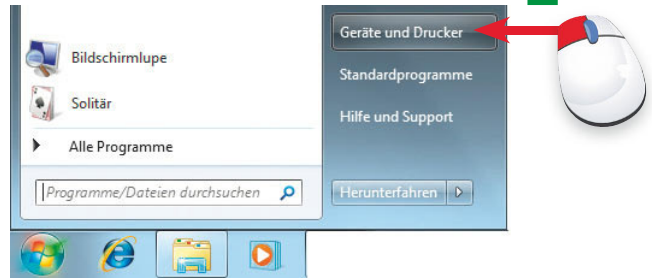 Bildschirmlupe
Solitär
Alle Programme
Programme/Dateien durchsuchen
Geräte und Drucker
Standardprogramme
Hilfe und Support
Herunterfahren